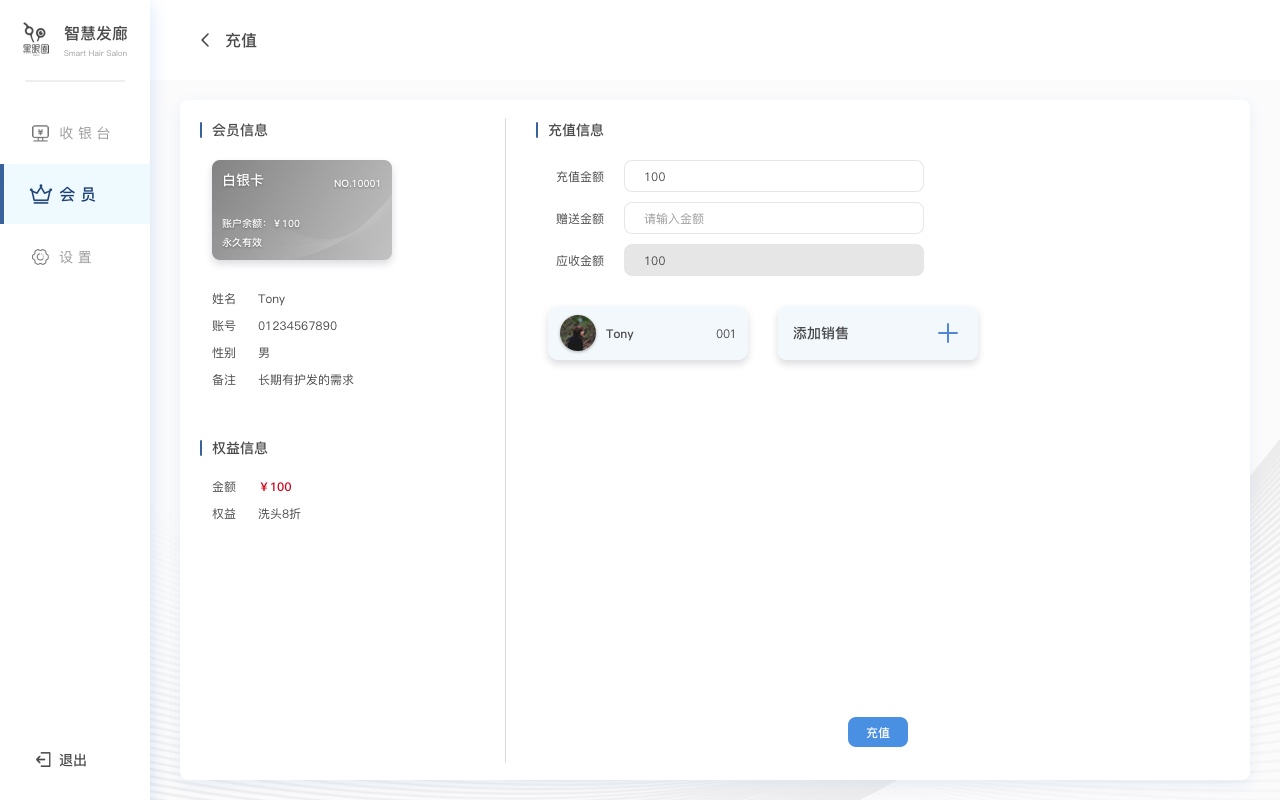 黑眼圈
智慧发廊
Smart Hair Salon
收银台
会员
设置
退出
充值
会员信息
白银卡
NO.10001
账户余额：￥100
永久有效
姓名 Tony
账号 01234567890
性别 男
备注 长期有护发的需求
权益信息
金额 ￥100
权益 洗头8折
充值信息
充值金额 100
赠送金额 请输入金额
应收金额 100
Tony 001
添加销售
充值